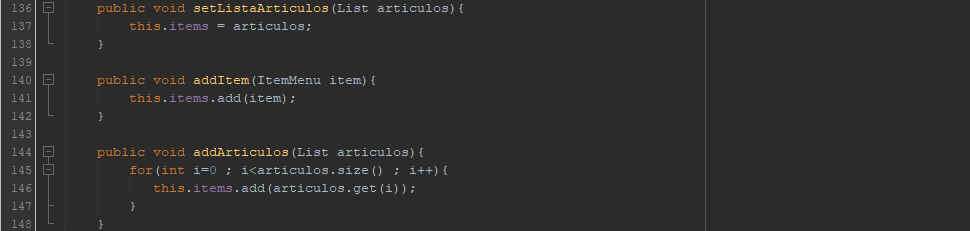 136 public void setListaArticulos(List articulos){
137 this.items = articulos;
138 }
139
140 public void addItem(ItemMenu item){
141 this.items.add(item);
142 }
143
144 public void addArticulos(List articulos){
145 for(int i=0 ; i<articulos.size() ; i++){
146 this.items.add(articulos.get(i));
147 }
148 }